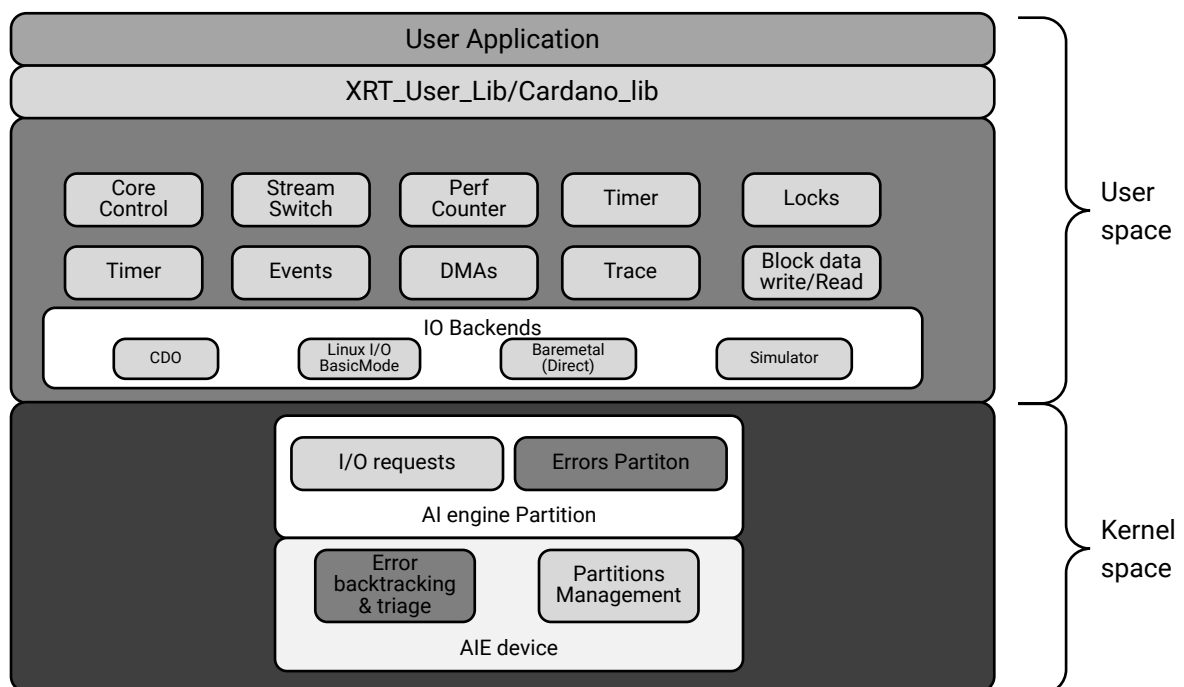 User Application
XRT_User_Lib/Cardano_lib
Core
Control
Stream
Switch
Perf
Counter
Timer
Locks
Timer
Events
DMAs
Trace
Block data
write/Read
IO Backends
CDO
Linux I/O
BasicMode
Baremetal
(Direct)
Simulator
User
space
I/O requests
Errors Partiton
AI engine Partition
Error
backtracking
& triage
Partitions
Management
AIE device
Kernel
space